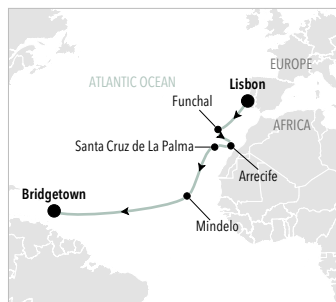 EUROPE
ATLANTIC OCEAN
Lisbon
Funchal
AFRICA
Santa Cruz de La Palma
Arrecife
Bridgetown
Mindelo